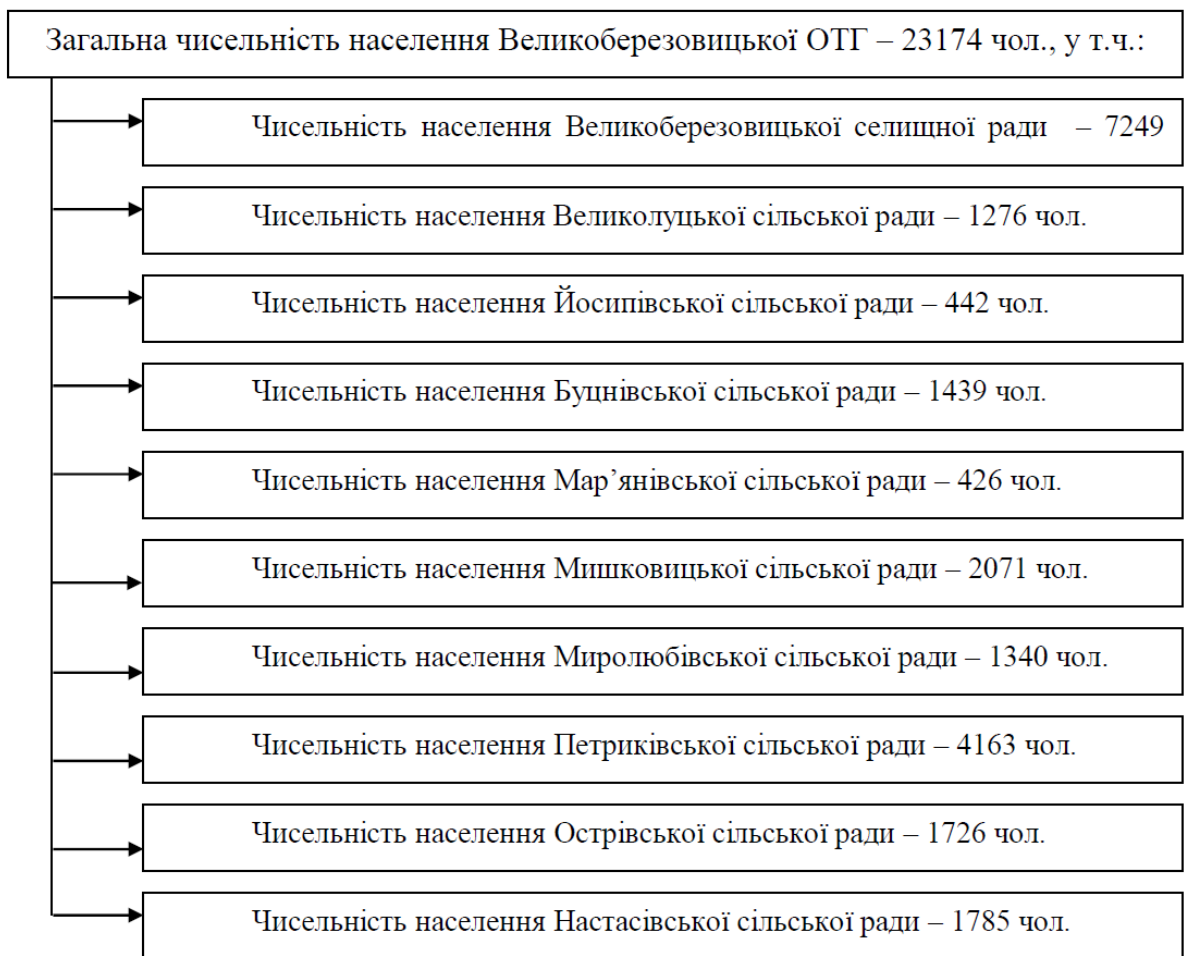 Загальна чисельність населення Великоберезовицької ОТГ – 23174 чол., у т.ч.:
Чисельність населення Великоберезовицької селищної ради – 7249
Чисельність населення Великолуцької сільської ради – 1276 чол.
Чисельність населення Йосипівської сільської ради – 442 чол.
Чисельність населення Буцнівської сільської ради – 1439 чол.
Чисельність населення Мар’янівської сільської ради – 426 чол.
Чисельність населення Мишковицької сільської ради – 2071 чол.
Чисельність населення Миролюбівської сільської ради – 1340 чол.
Чисельність населення Петриківської сільської ради – 4163 чол.
Чисельність населення Острівської сільської ради – 1726 чол.
Чисельність населення Настасівської сільської ради – 1785 чол.